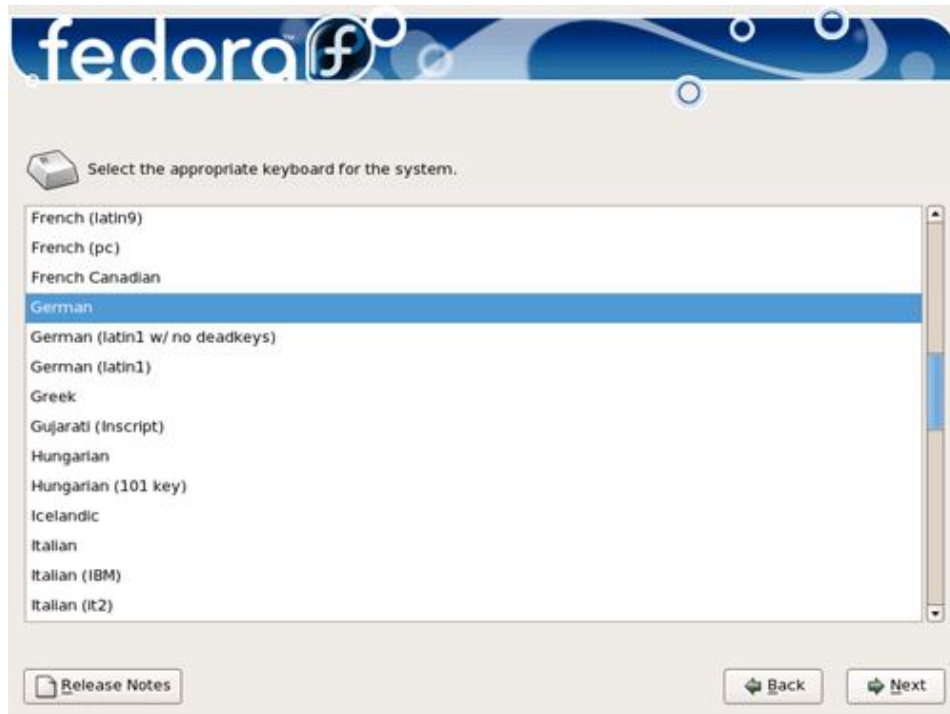 fedora f
Select the appropriate keyboard for the system.
French (latin9)
French (pc)
French Canadian
German
German (latin1 w/ no deadkeys)
German (latin1)
Greek
Gujarati (Inscript)
Hungarian
Hungarian (101 key)
Icelandic
Italian
Italian (IBM)
Italian (it2)
Release Notes
Back
Next